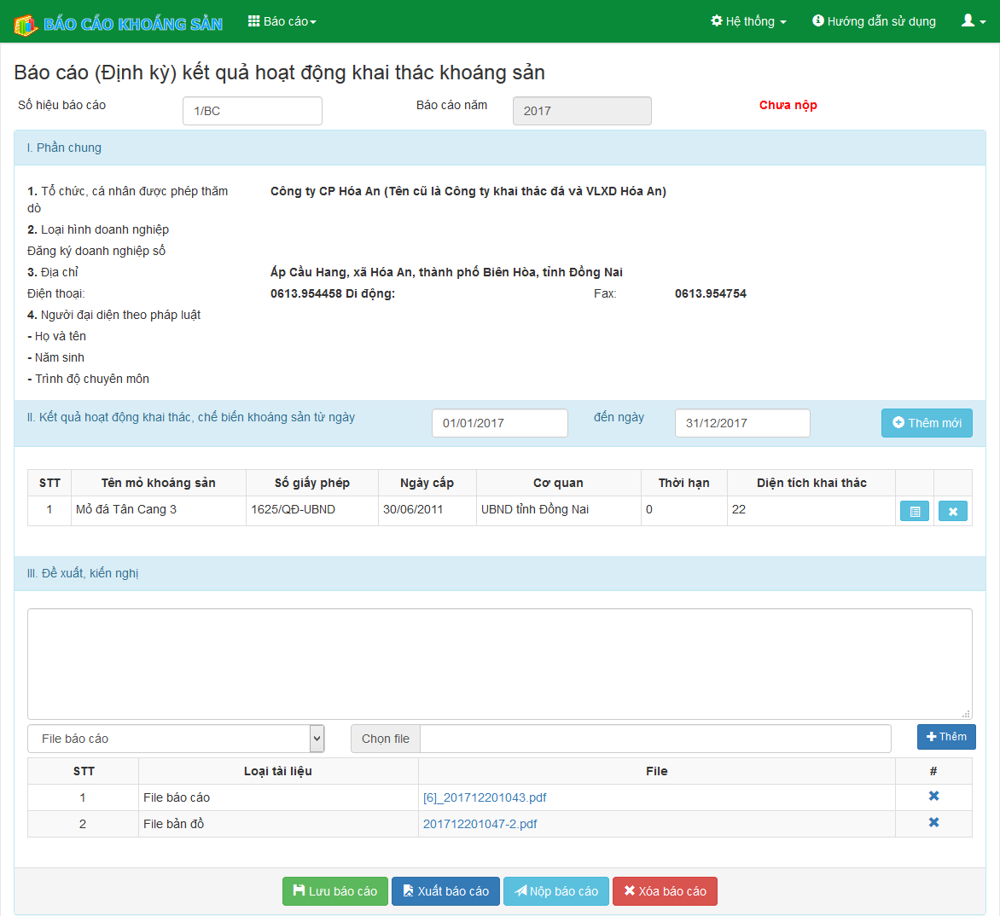 BÁO CÁO KHOÁNG SẢN Báo cáo Hệ thống Hướng dẫn sử dụng
Báo cáo (Định kỳ) kết quả hoạt động khai thác khoáng sản
Số hiệu báo cáo 1/BC Báo cáo năm 2017 Chưa nộp
I. Phần chung
1. Tổ chức, cá nhân được phép thăm dò Công ty CP Hóa An (Tên cũ là Công ty khai thác đá và VLXD Hóa An)
2. Loại hình doanh nghiệp
Đăng ký doanh nghiệp số
3. Địa chỉ Ấp Cầu Hang, xã Hóa An, thành phố Biên Hòa, tỉnh Đồng Nai
Điện thoại: 0613.954458 Di động: Fax: 0613.954754
4. Người đại diện theo pháp luật
- Họ và tên
- Năm sinh
- Trình độ chuyên môn
II. Kết quả hoạt động khai thác, chế biến khoáng sản từ ngày 01/01/2017 đến ngày 31/12/2017 Thêm mới
STT Tên mỏ khoáng sản Số giấy phép Ngày cấp Cơ quan Thời hạn Diện tích khai thác
1 Mỏ đá Tân Cang 3 1625/QĐ-UBND 30/06/2011 UBND tỉnh Đồng Nai 0 22
III. Đề xuất, kiến nghị
File báo cáo Chọn file Thêm
STT Loại tài liệu File #
1 File báo cáo [6]_201712201043.pdf
2 File bản đồ 201712201047-2.pdf
Lưu báo cáo Xuất báo cáo Nộp báo cáo Xóa báo cáo